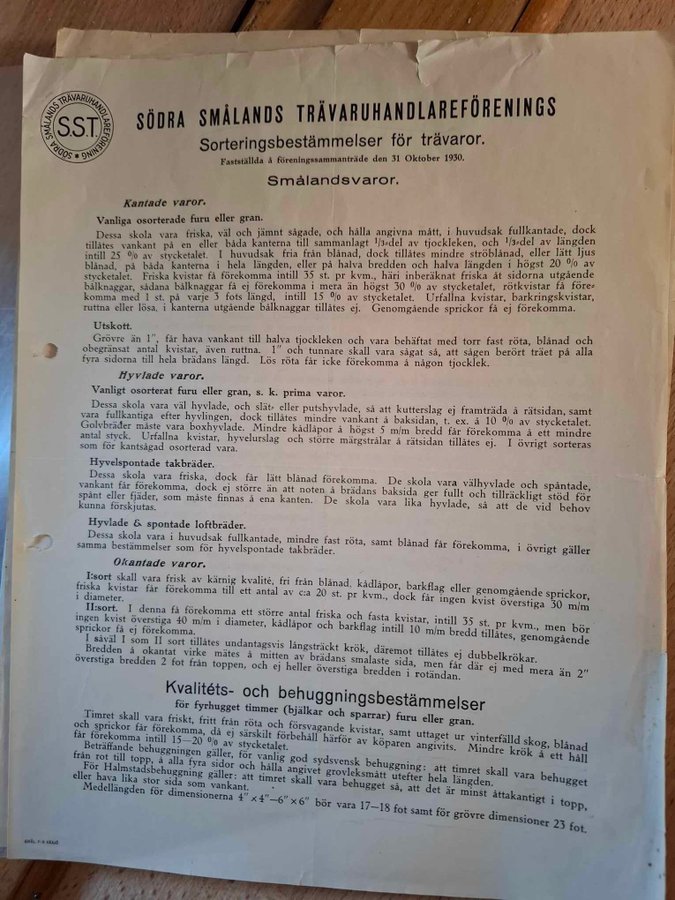 SÖDRA SMÅLANDS TRÄVARUHANDLAREFÖRENING
S.S.T.
SÖDRA SMÅLANDS TRÄVARUHANDLAREFÖRENINGS
Sorteringsbestämmelser för trävaror.
Fastställda å föreningssammanträde den 31 Oktober 1930.
Smålandsvaror.
Kantade varor.
Vanliga osorterade furu eller gran.
Dessa skola vara friska, väl och jämnt sågade, och hålla angivna mått, i huvudsak fullkantade, dock
tillåtes vankant på en eller båda kanterna till sammanlagt 1/3-del av tjockleken, och 1/3-del av längden
intill 25 % av stycketalet. I huvudsak fria från blånad, dock tillåtes mindre ströblånad, eller lätt ljus
blånad, på båda kanterna i hela längden, eller på halva bredden och halva längden i högst 20 % av
stycketalet. Friska kvistar få förekomma intill 35 st. pr kvm., häri inberäknat friska åt sidorna utgående
bålknaggar, sådana bålknaggar få ej förekomma i mera än högst 30 % av stycketalet, rötkvistar få före-
komma med 1 st. på varje 3 fots längd, intill 15 % av stycketalet. Urfallna kvistar, barkringskvistar,
ruttna eller lösa, i kanterna utgående bålknaggar tillåtes ej. Genomgående sprickor få ej förekomma.
Utskott.
Grövre än 1", får hava vankant till halva tjockleken och vara behäftat med torr fast röta, blånad och
obegränsat antal kvistar, även ruttna. 1" och tunnare skall vara sågat så, att sågen berört träet på alla
fyra sidorna till hela brädans längd. Lös röta får icke förekomma å någon tjocklek.
Hyvlade varor.
Vanligt osorterat furu eller gran, s. k. prima varor.
Dessa skola vara väl hyvlade, och slät- eller putshyvlade, så att kutterslag ej framträda å rätsidan, samt
vara fullkantiga efter hyvlingen, dock tillåtes mindre vankant å baksidan, t. ex. å 10 % av stycketalet.
Golvbräder måste vara boxhyvlade. Mindre kådlåpor å högst 5 m/m bredd får förekomma å ett mindre
antal styck. Urfallna kvistar, hyvelurslag och större märgstrålar å rätsidan tillåtes ej. I övrigt sorteras
som för kantsågad osorterad vara.
Hyvelspontade takbräder.
Dessa skola vara friska, dock får lätt blånad förekomma. De skola vara välhyvlade och spåntade,
vankant får förekomma, dock ej större än att noten å brädans baksida ger fullt och tillräckligt stöd för
spånt eller fjäder, som måste finnas å ena kanten. De skola vara lika hyvlade, så att de vid behov
kunna förskjutas.
Hyvlade & spontade loftbräder.
Dessa skola vara i huvudsak fullkantade, mindre fast röta, samt blånad får förekomma, i övrigt gäller
samma bestämmelser som för hyvelspontade takbräder.
Okantade varor.
I:sort skall vara frisk av kärnig kvalité, fri från blånad, kådlåpor, barkflag eller genomgående sprickor,
friska kvistar får förekomma till ett antal av c:a 20 st. pr kvm., dock får ingen kvist överstiga 30 m/m
i diameter.
II:sort. I denna få förekomma ett större antal friska och fasta kvistar, intill 35 st. pr kvm., men bör
ingen kvist överstiga 40 m/m i diameter, kådlåpor och barkflag intill 10 m/m bredd tillåtes, genomgående
sprickor få ej förekomma.
I såväl I som II sort tillåtes undantagsvis långsträckt krök, däremot tillåtes ej dubbelkrökar.
Bredden å okantat virke mätes å mitten av brädans smalaste sida, men får där ej med mera än 2"
överstiga bredden 2 fot från toppen, och ej heller överstiga bredden i rotändan.
Kvalitéts- och behuggningsbestämmelser
för fyrhugget timmer (bjälkar och sparrar) furu eller gran.
Timret skall vara friskt, fritt från röta och försvagande kvistar, samt uttaget ur vinterfälld skog, blånad
och sprickor får förekomma, då ej särskilt förbehåll härför av köparen angivits. Mindre krök å ett håll
får förekomma intill 15—20 % av stycketalet.
Beträffande behuggningen gäller, för vanlig god sydsvensk behuggning: att timret skall vara behugget
från rot till topp, å alla fyra sidor och hålla angivet grovleksmått utefter hela längden.
För Halmstadsbehuggning gäller: att timret skall vara behugget så, att det är minst åttakantigt i topp,
eller hava lika stor sida som vankant.
Medellängden för dimensionerna 4" × 4"—6" × 6" bör vara 17—18 fot samt för grövre dimensioner 23 fot.